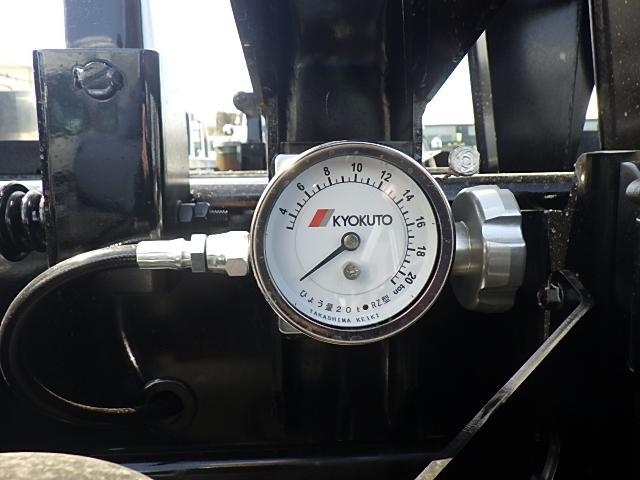 4 6 8 10 12 14 16 18 20 ton
KYOKUTO
ひょう量20t●RZ型
TAKASHIMA KEIKI